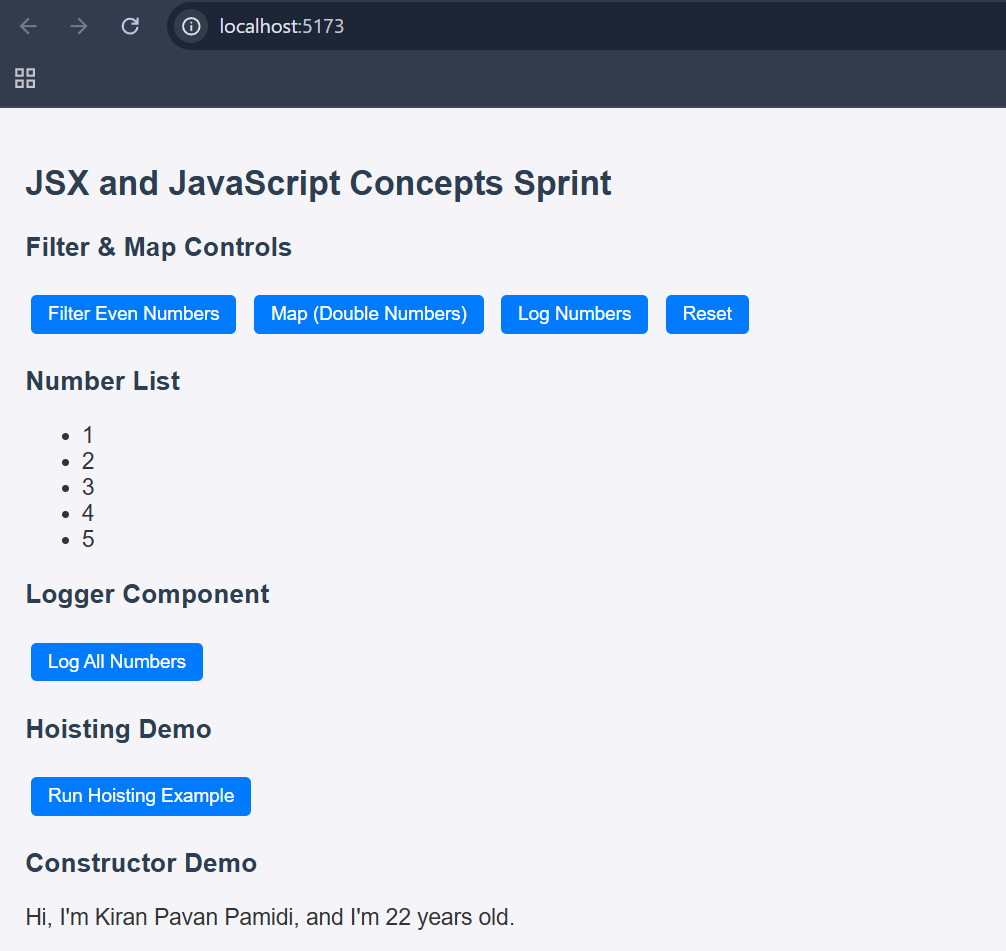 localhost:5173
JSX and JavaScript Concepts Sprint
Filter & Map Controls
Filter Even Numbers Map (Double Numbers) Log Numbers Reset
Number List
• 1
• 2
• 3
• 4
• 5
Logger Component
Log All Numbers
Hoisting Demo
Run Hoisting Example
Constructor Demo
Hi, I'm Kiran Pavan Pamidi, and I'm 22 years old.